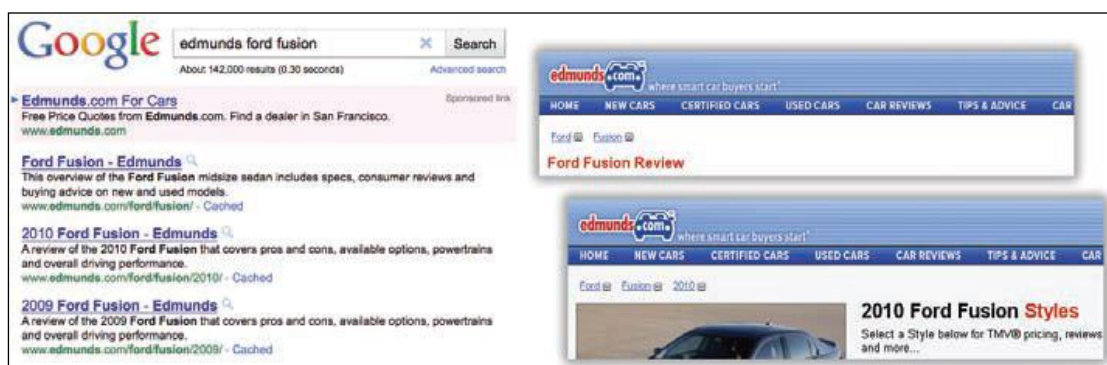 Google
edmunds ford fusion
Search
About 142,000 results (0.30 seconds)
Advanced search
Edmunds.com For Cars
Sponsored link
Free Price Quotes from Edmunds.com. Find a dealer in San Francisco.
www.edmunds.com
Ford Fusion - Edmunds
This overview of the Ford Fusion midsize sedan includes specs, consumer reviews and
buying advice on new and used models.
www.edmunds.com/ford/fusion/ - Cached
2010 Ford Fusion - Edmunds
A review of the 2010 Ford Fusion that covers pros and cons, available options, powertrains
and overall driving performance.
www.edmunds.com/ford/fusion/2010/ - Cached
2009 Ford Fusion - Edmunds
A review of the 2009 Ford Fusion that covers pros and cons, available options, powertrains
and overall driving performance.
www.edmunds.com/ford/fusion/2009/ - Cached
edmunds.com where smart car buyers start
HOME NEW CARS CERTIFIED CARS USED CARS CAR REVIEWS TIPS & ADVICE CAR
Ford Fusion
Ford Fusion Review
edmunds.com where smart car buyers start
HOME NEW CARS CERTIFIED CARS USED CARS CAR REVIEWS TIPS & ADVICE CAR
Ford Fusion 2010
2010 Ford Fusion Styles
Select a Style below for TMV® pricing, reviews
and more...